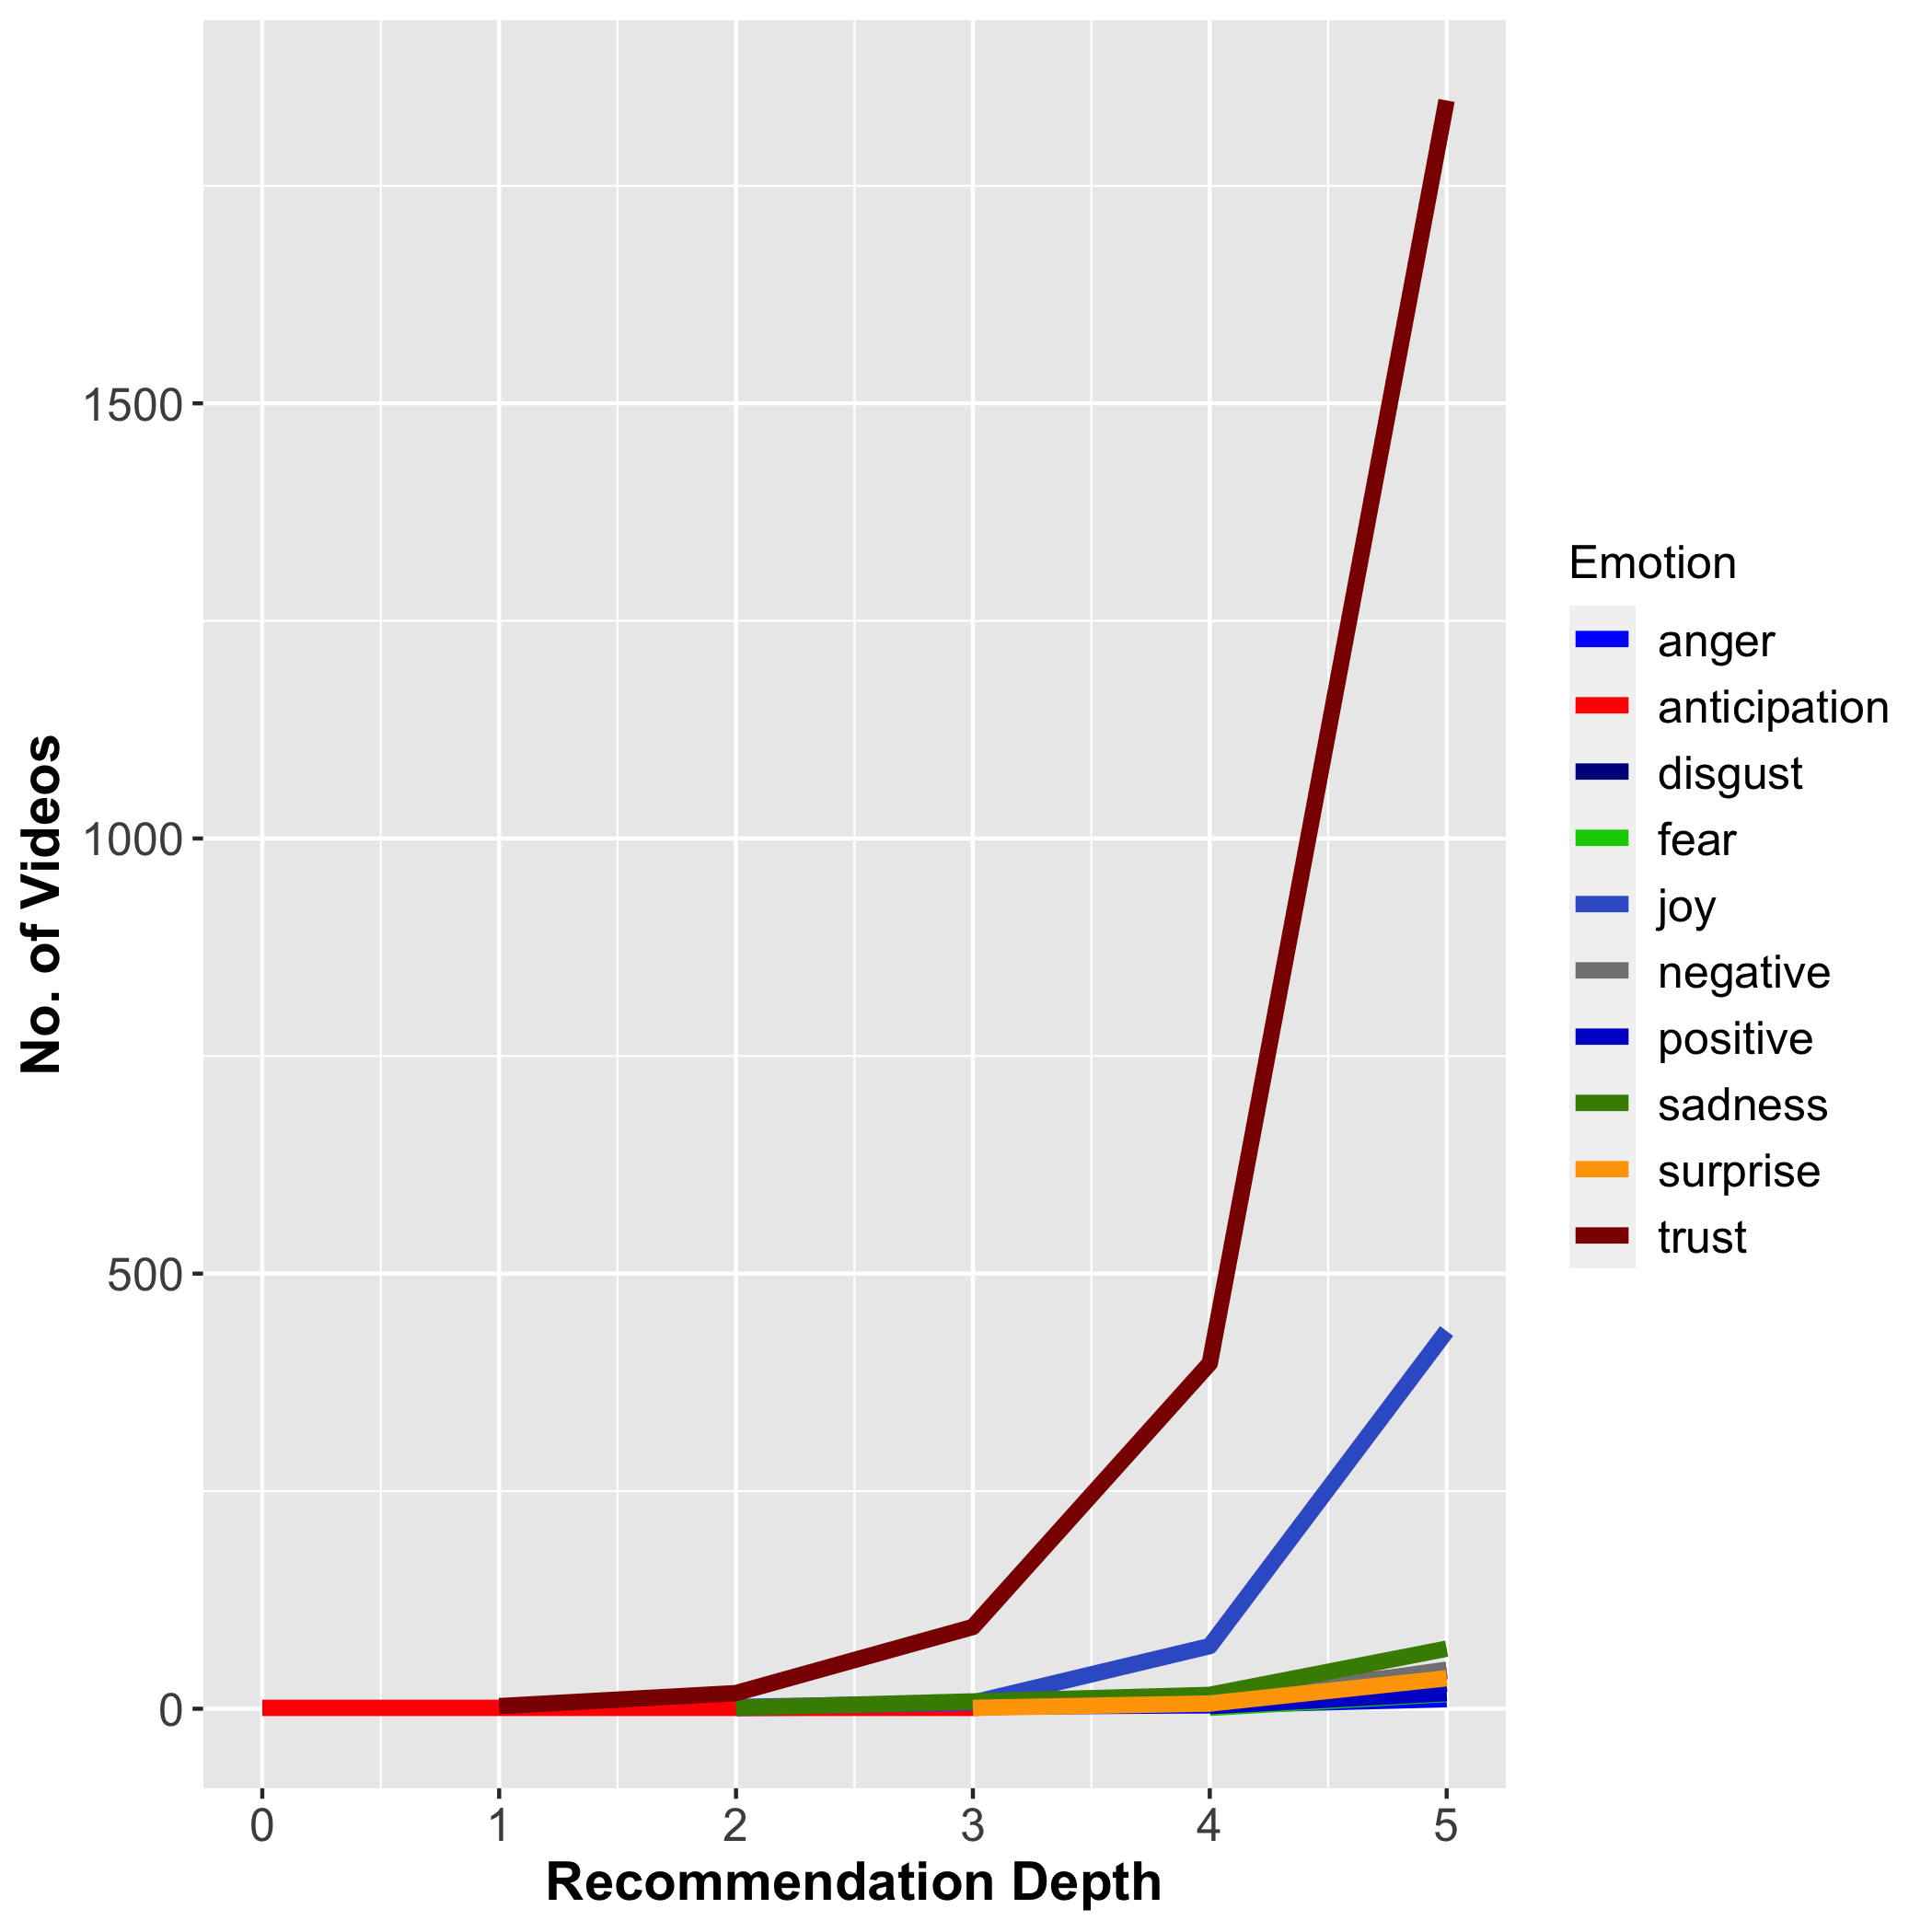 No. of Videos
1500
1000
500
0
0 1 2 3 4 5
Recommendation Depth
Emotion
anger
anticipation
disgust
fear
joy
negative
positive
sadness
surprise
trust